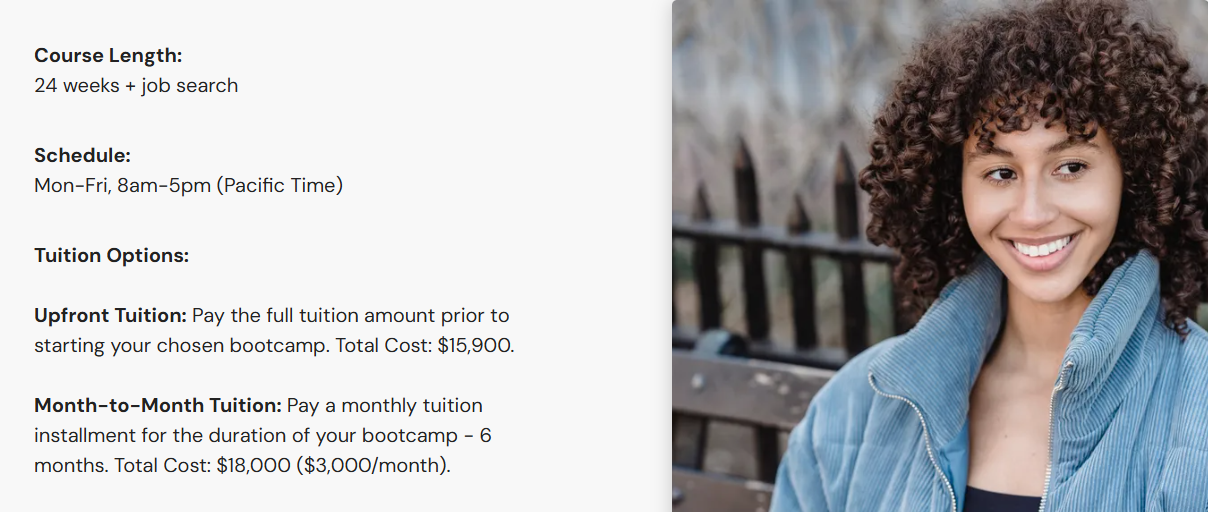 Course Length:
24 weeks + job search
Schedule:
Mon-Fri, 8am-5pm (Pacific Time)
Tuition Options:
Upfront Tuition: Pay the full tuition amount prior to
starting your chosen bootcamp. Total Cost: $15,900.
Month-to-Month Tuition: Pay a monthly tuition
installment for the duration of your bootcamp - 6
months. Total Cost: $18,000 ($3,000/month).